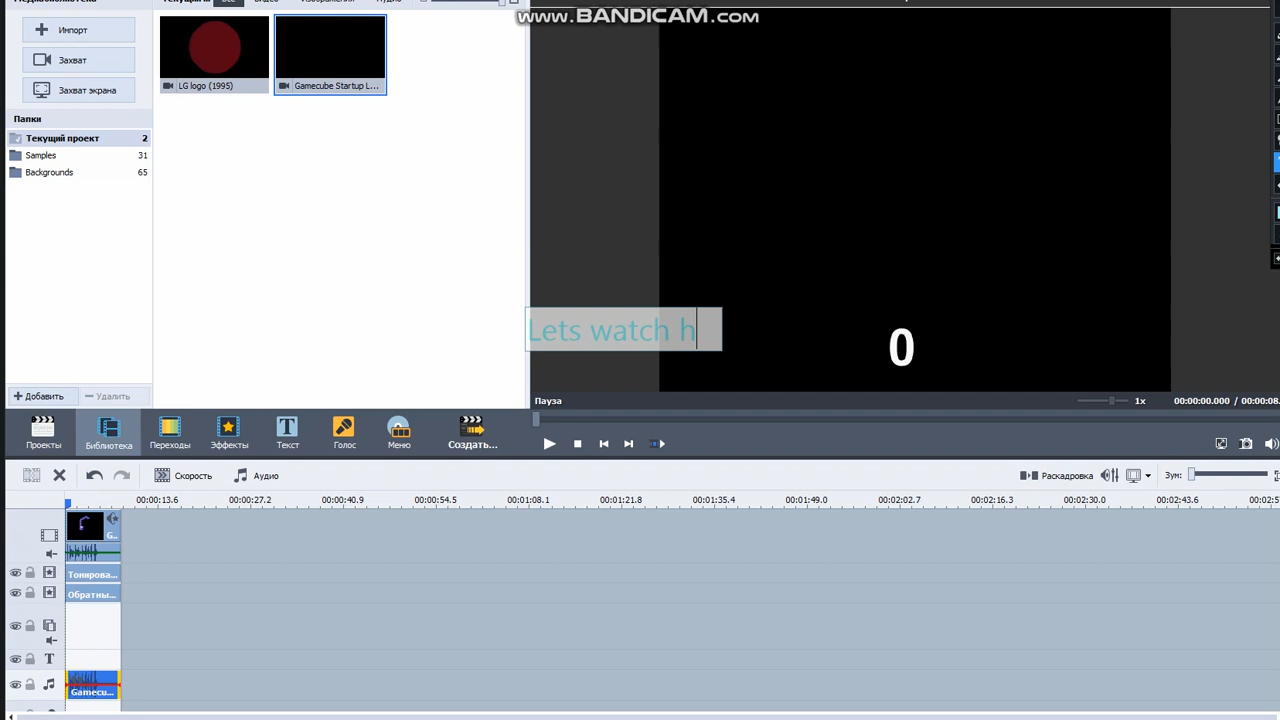 www.BANDICAM.com
Импорт
Захват
Захват экрана
Папки
Текущий проект 2
Samples 31
Backgrounds 65
LG logo (1995)
Gamecube Startup L...
Lets watch h
0
Добавить
Удалить
Пауза
1x
00:00:00.000 / 00:00:08.
Проекты
Библиотека
Переходы
Эффекты
Текст
Голос
Меню
Создать...
Скорость
Аудио
Раскадровка
Зум:
00:00:13.6 00:00:27.2 00:00:40.9 00:00:54.5 00:01:08.1 00:01:21.8 00:01:35.4 00:01:49.0 00:02:02.7 00:02:16.3 00:02:30.0 00:02:43.6 00:02:5
G..
Тонирова...
Обратны...
T
Gamecu...